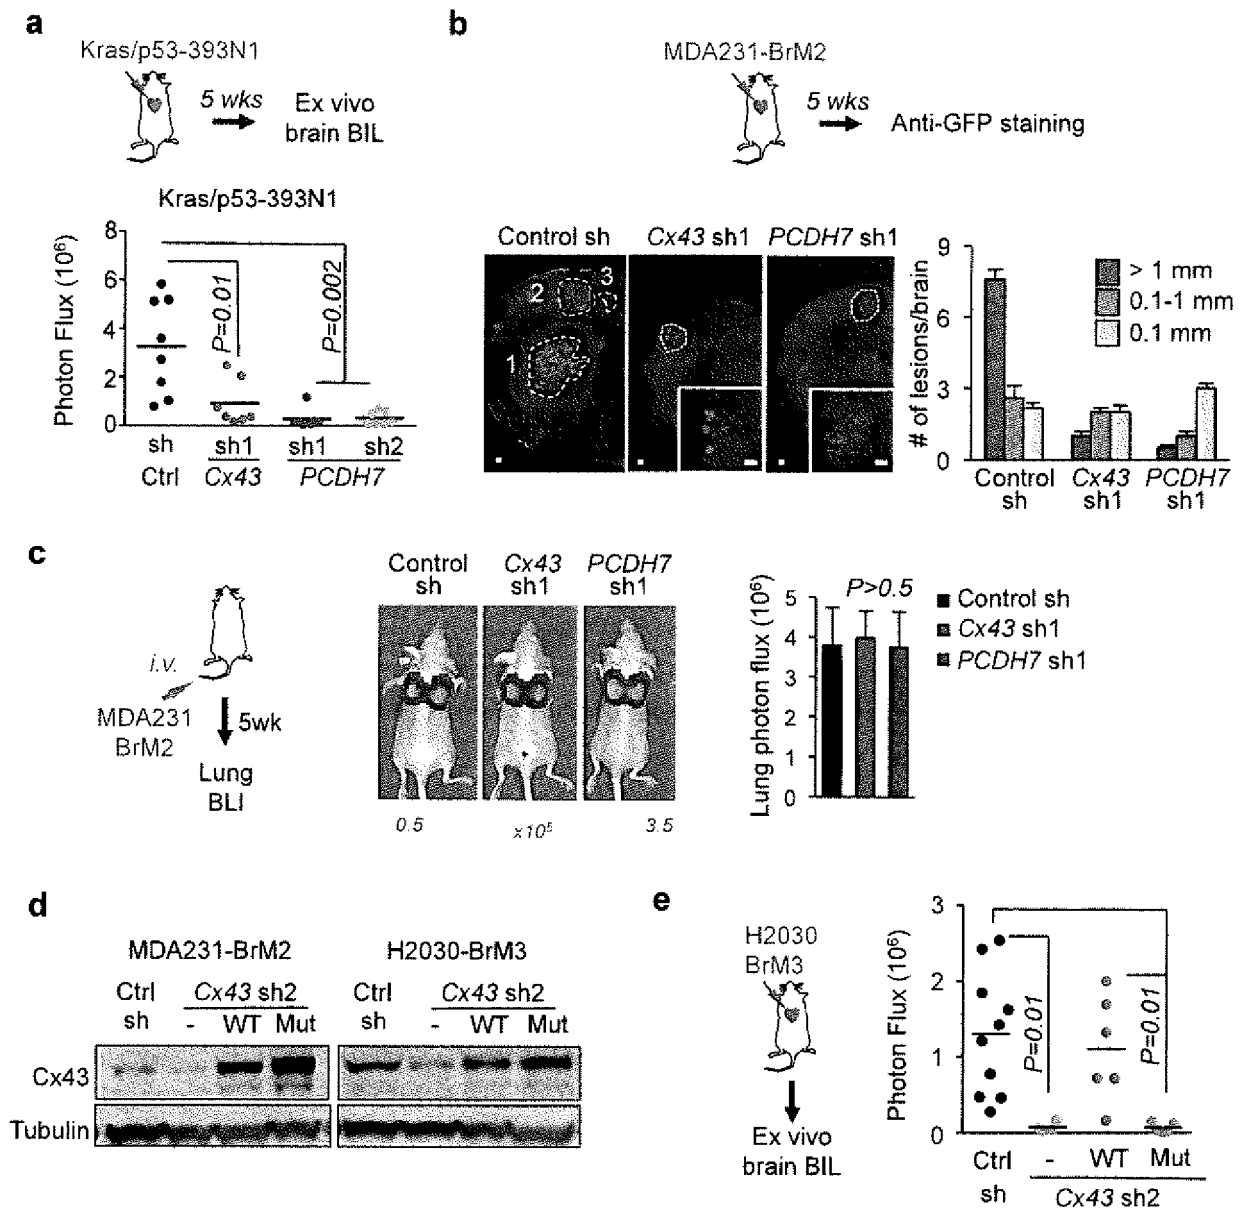 a
Kras/p53-393N1
5 wks
Ex vivo
brain BIL
Kras/p53-393N1
Photon Flux (10⁶)
8
6
4
2
0
P=0.01
P=0.002
sh
sh1
sh1
sh2
Ctrl
Cx43
PCDH7
b
MDA231-BrM2
5 wks
Anti-GFP staining
Control sh
Cx43 sh1
PCDH7 sh1
1
2
3
# of lesions/brain
9
6
3
0
> 1 mm
0.1-1 mm
0.1 mm
Control
sh
Cx43
sh1
PCDH7
sh1
c
i.v.
MDA231
BrM2
5wk
Lung
BLI
Control
sh
Cx43
sh1
PCDH7
sh1
0.5
x10⁵
3.5
Lung photon flux (10⁶)
5
4
3
2
1
0
P>0.5
Control sh
Cx43 sh1
PCDH7 sh1
d
MDA231-BrM2
H2030-BrM3
Ctrl
sh
Cx43 sh2
- WT Mut
Ctrl
sh
Cx43 sh2
- WT Mut
Cx43
Tubulin
e
H2030
BrM3
Ex vivo
brain BIL
Photon Flux (10⁶)
3
2
1
0
P=0.01
P=0.01
Ctrl
sh
- WT Mut
Cx43 sh2